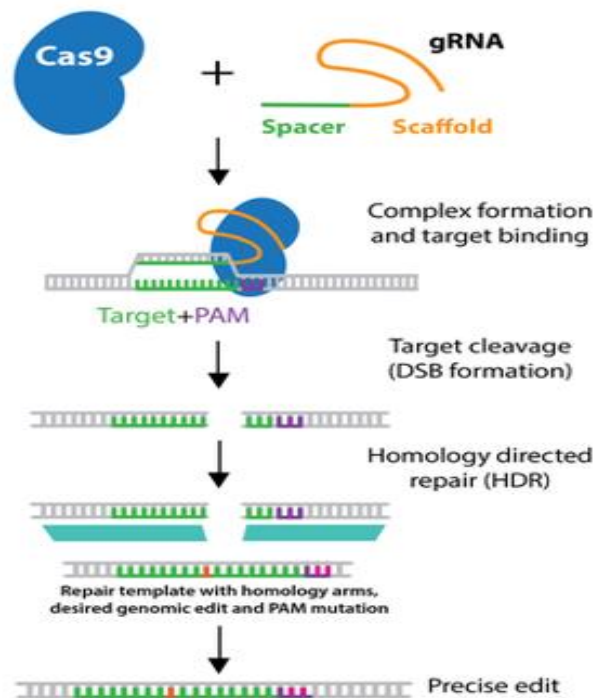 Cas9
+
gRNA
Spacer
Scaffold
Complex formation
and target binding
Target+PAM
Target cleavage
(DSB formation)
Homology directed
repair (HDR)
Repair template with homology arms,
desired genomic edit and PAM mutation
Precise edit